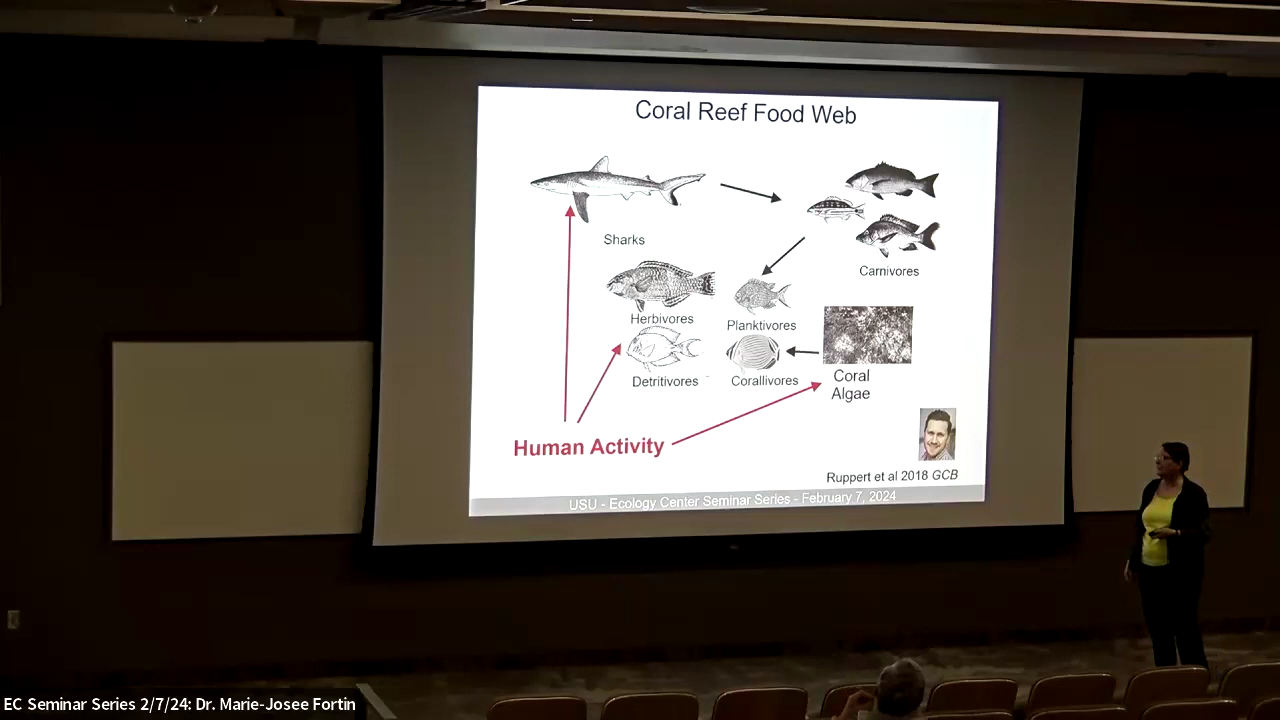 Coral Reef Food Web
Sharks
Carnivores
Herbivores
Planktivores
Detritivores
Corallivores
Coral
Algae
Human Activity
Ruppert et al 2018 GCB
USU - Ecology Center Seminar Series - February 7, 2024
EC Seminar Series 2/7/24: Dr. Marie-Josee Fortin